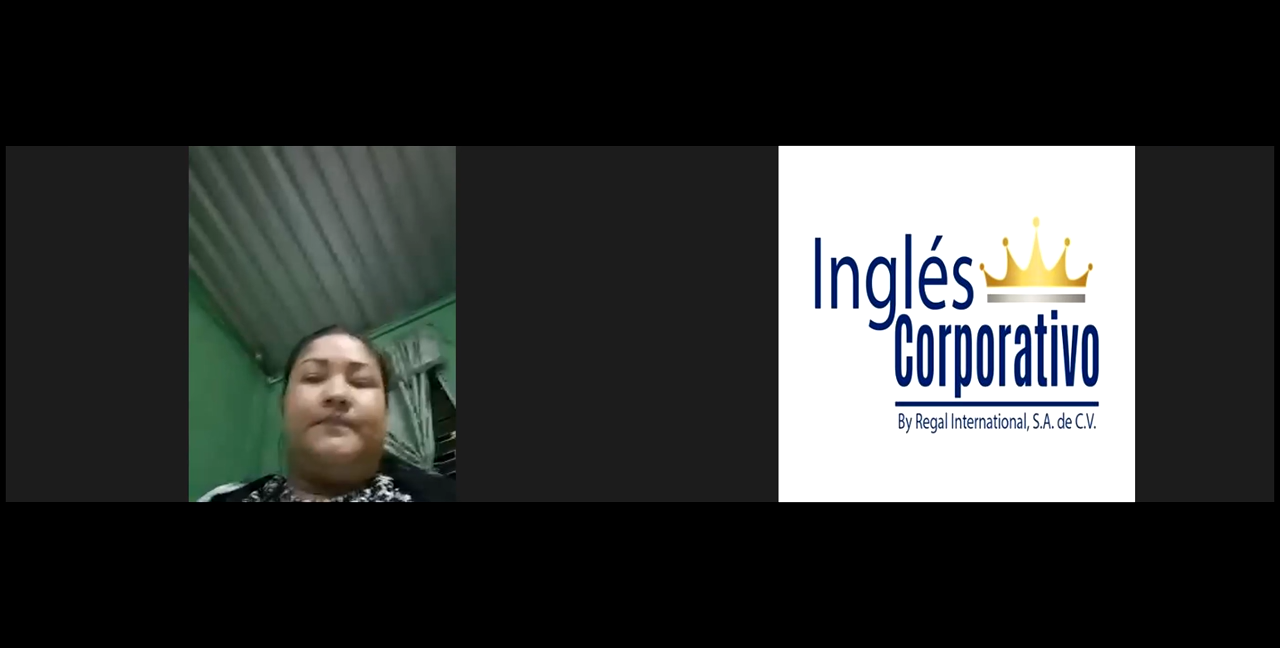 Inglés
Corporativo
By Regal International, S.A. de C.V.